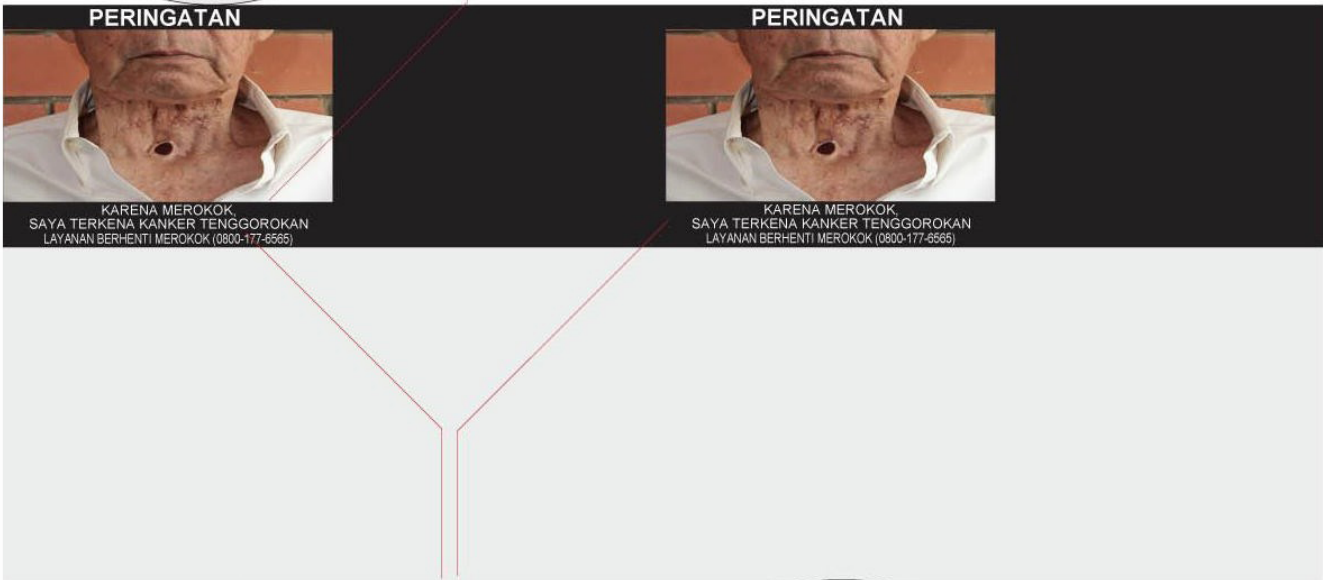 PERINGATAN
KARENA MEROKOK,
SAYA TERKENA KANKER TENGGOROKAN
LAYANAN BERHENTI MEROKOK (0800-177-6565)
PERINGATAN
KARENA MEROKOK,
SAYA TERKENA KANKER TENGGOROKAN
LAYANAN BERHENTI MEROKOK (0800-177-6565)